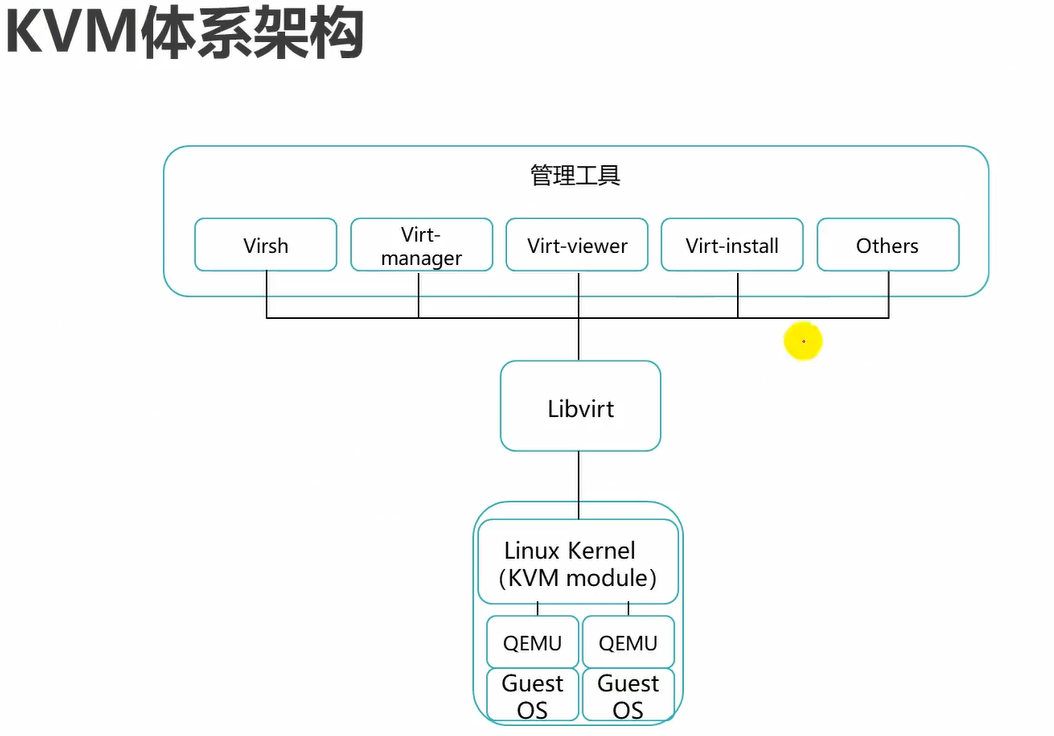 KVM体系架构
管理工具
Virsh
Virt-
manager
Virt-viewer
Virt-install
Others
Libvirt
Linux Kernel
（KVM module）
QEMU
QEMU
Guest
OS
Guest
OS